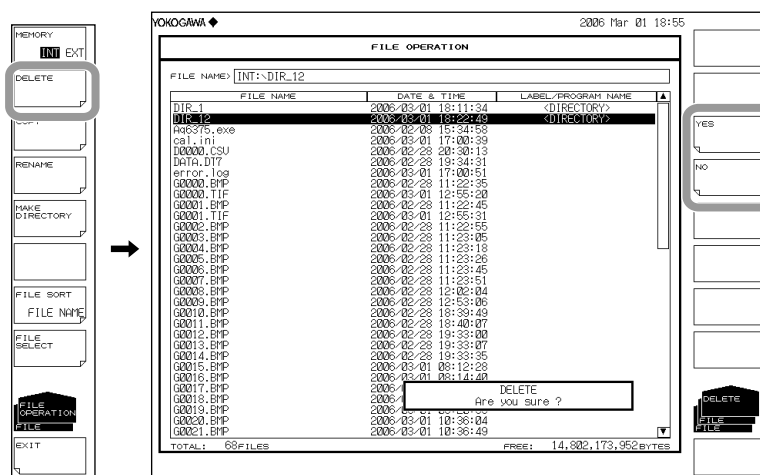 MEMORY
INT EXT
DELETE
COPY
RENAME
MAKE
DIRECTORY
FILE SORT
FILE NAME
FILE
SELECT
FILE
OPERATION
FILE
EXIT
YOKOGAWA ◆ 2006 Mar 01 18:55
FILE OPERATION
FILE NAME> INT:\DIR_12
FILE NAME DATE & TIME LABEL/PROGRAM NAME
DIR_1 2006/03/01 18:11:34 <DIRECTORY>
DIR_12 2006/03/01 18:22:49 <DIRECTORY>
Aq6375.exe 2006/02/08 15:34:58
cal.ini 2006/03/01 17:00:39
D0000.CSV 2006/02/28 20:30:13
DATA.DT7 2006/02/28 19:34:31
error.log 2006/03/01 17:00:51
G0000.BMP 2006/02/28 11:22:35
G0000.TIF 2006/03/01 12:55:20
G0001.BMP 2006/02/28 11:22:45
G0001.TIF 2006/03/01 12:55:31
G0002.BMP 2006/02/28 11:22:55
G0003.BMP 2006/02/28 11:23:05
G0004.BMP 2006/02/28 11:23:18
G0005.BMP 2006/02/28 11:23:26
G0006.BMP 2006/02/28 11:23:45
G0007.BMP 2006/02/28 11:23:51
G0008.BMP 2006/02/28 12:02:04
G0009.BMP 2006/02/28 12:53:06
G0010.BMP 2006/02/28 18:39:49
G0011.BMP 2006/02/28 18:40:07
G0012.BMP 2006/02/28 19:33:00
G0013.BMP 2006/02/28 19:33:07
G0014.BMP 2006/02/28 19:33:35
G0015.BMP 2006/03/01 08:12:28
G0016.BMP 2006/03/01 08:14:40
G0017.BMP 2006/
G0018.BMP 2006/
G0019.BMP
G0020.BMP 2006/03/01 10:36:04
G0021.BMP 2006/03/01 10:36:49
DELETE
Are you sure ?
TOTAL: 68FILES FREE: 14,802,173,952BYTES
YES
NO
DELETE
FILE
FILE